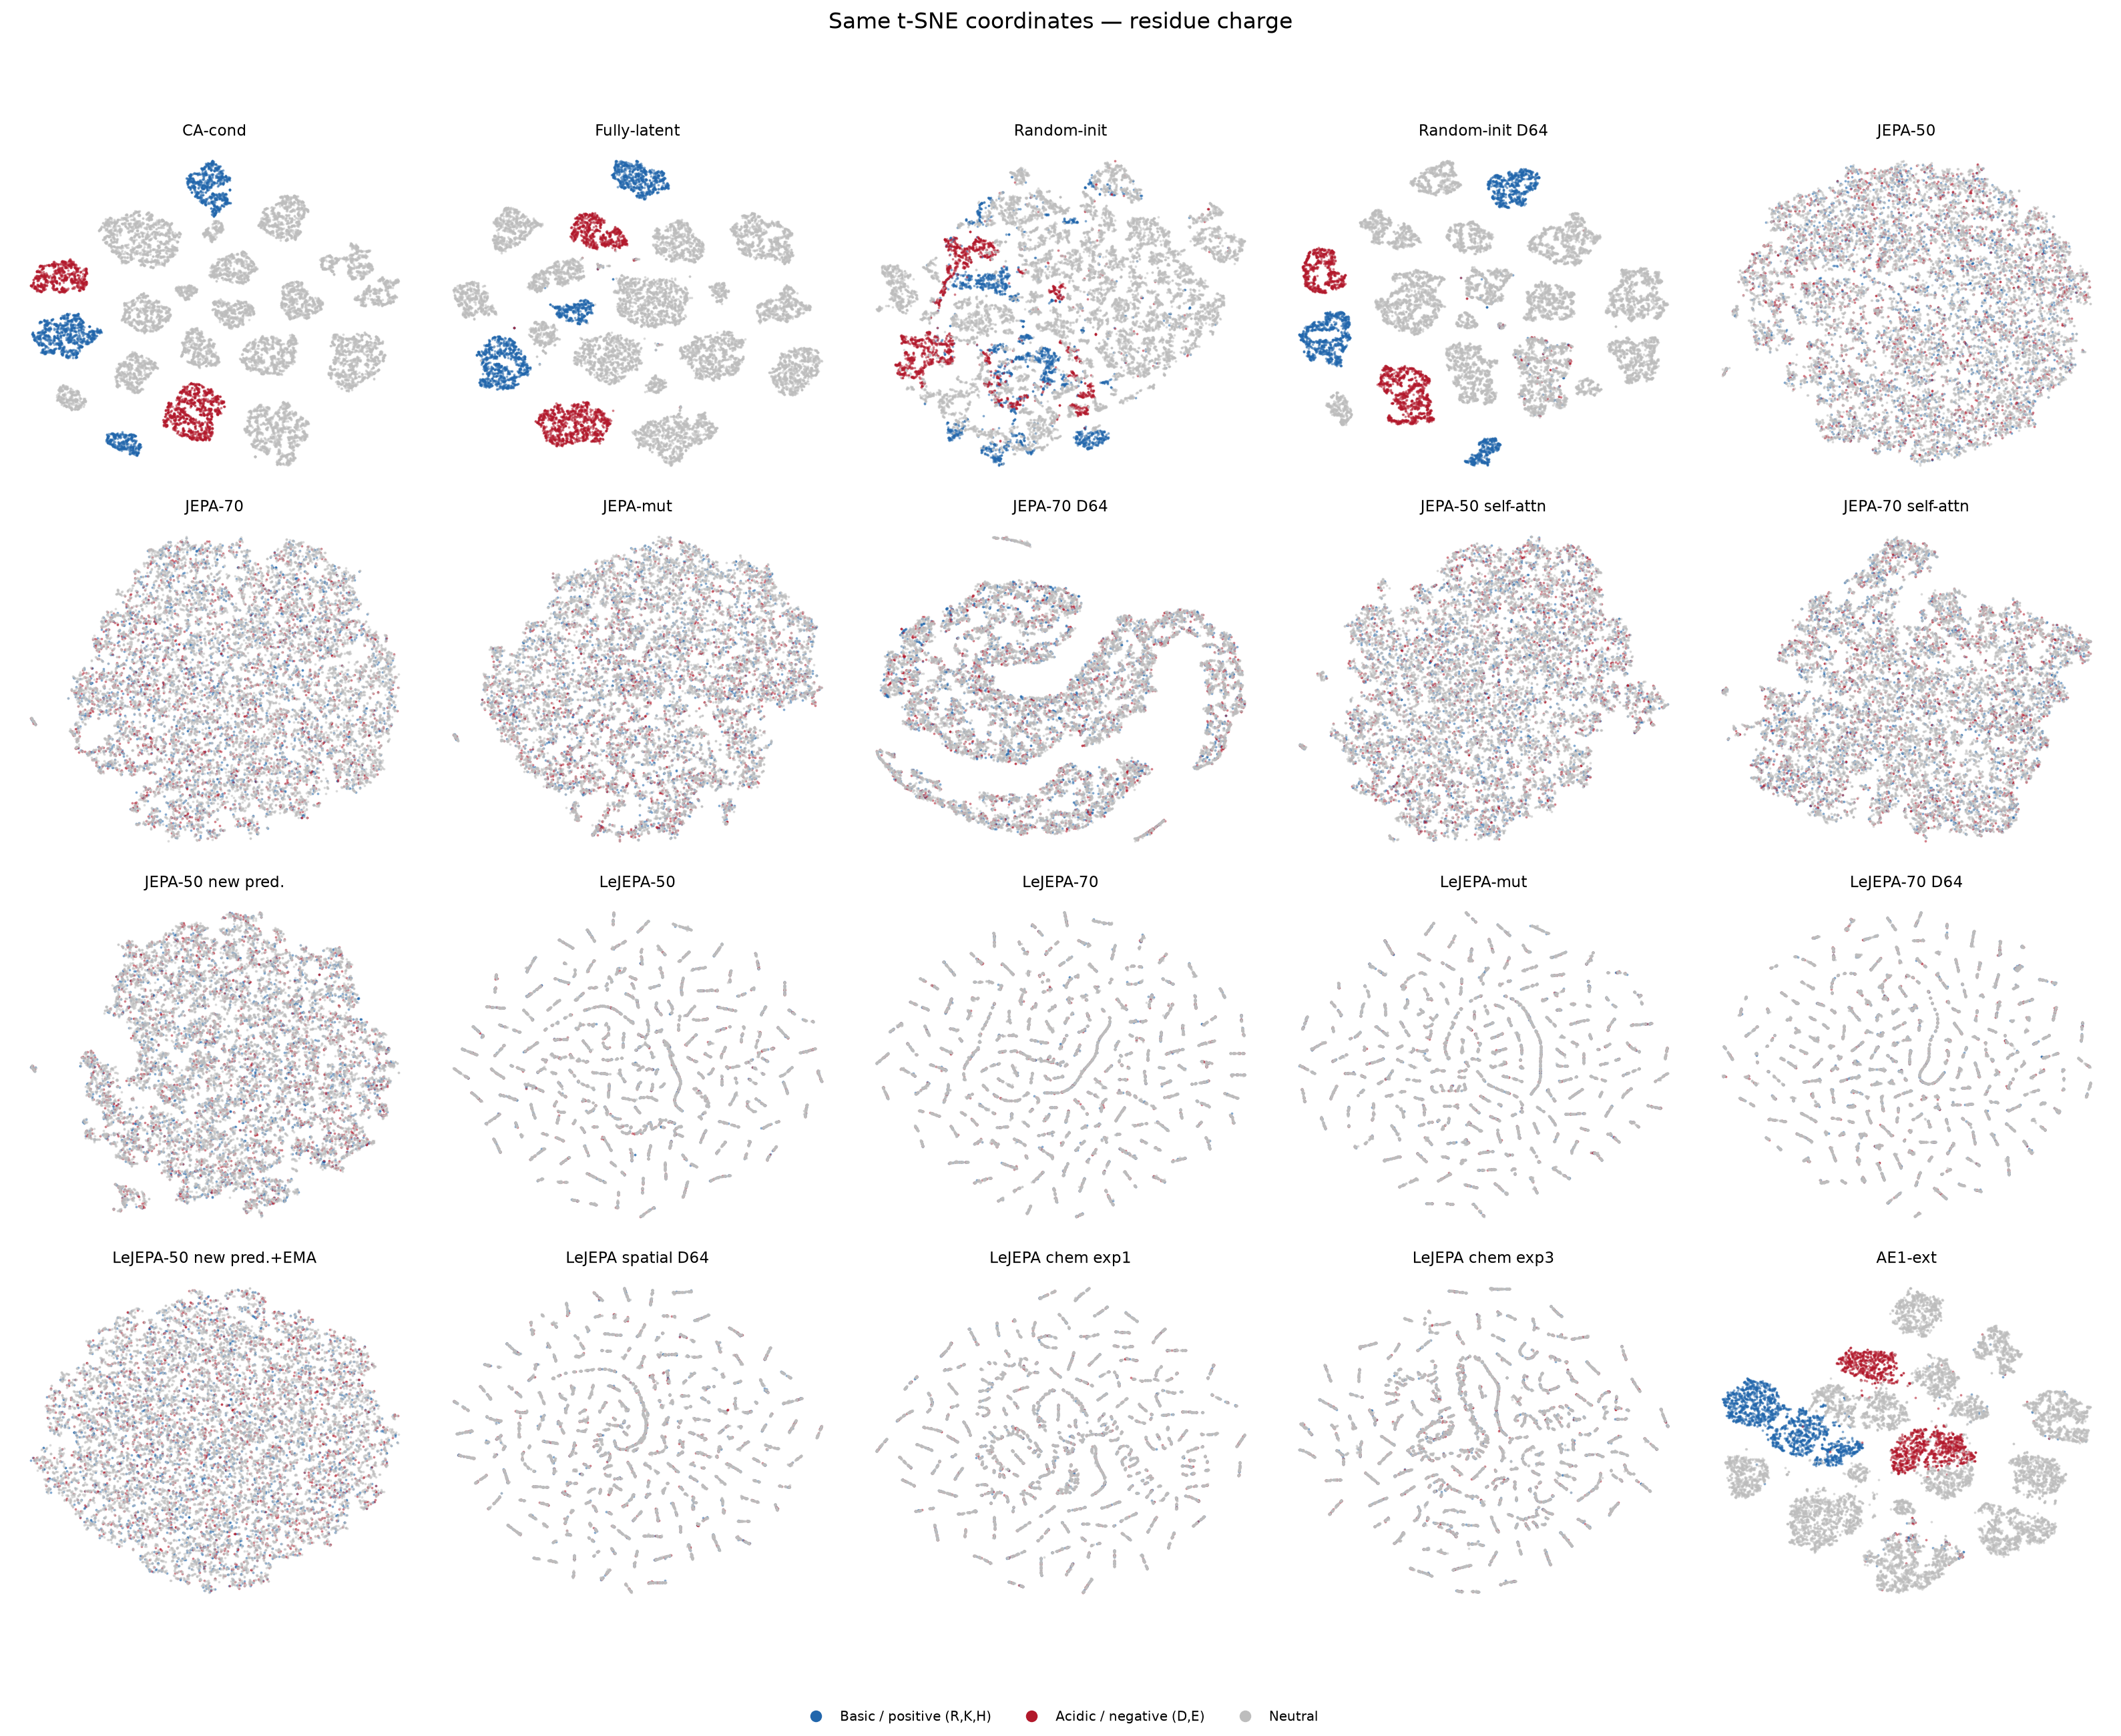 Same t-SNE coordinates — residue charge
CA-cond
Fully-latent
Random-init
Random-init D64
JEPA-50
JEPA-70
JEPA-mut
JEPA-70 D64
JEPA-50 self-attn
JEPA-70 self-attn
JEPA-50 new pred.
LeJEPA-50
LeJEPA-70
LeJEPA-mut
LeJEPA-70 D64
LeJEPA-50 new pred.+EMA
LeJEPA spatial D64
LeJEPA chem exp1
LeJEPA chem exp3
AE1-ext
Basic / positive (R,K,H)
Acidic / negative (D,E)
Neutral